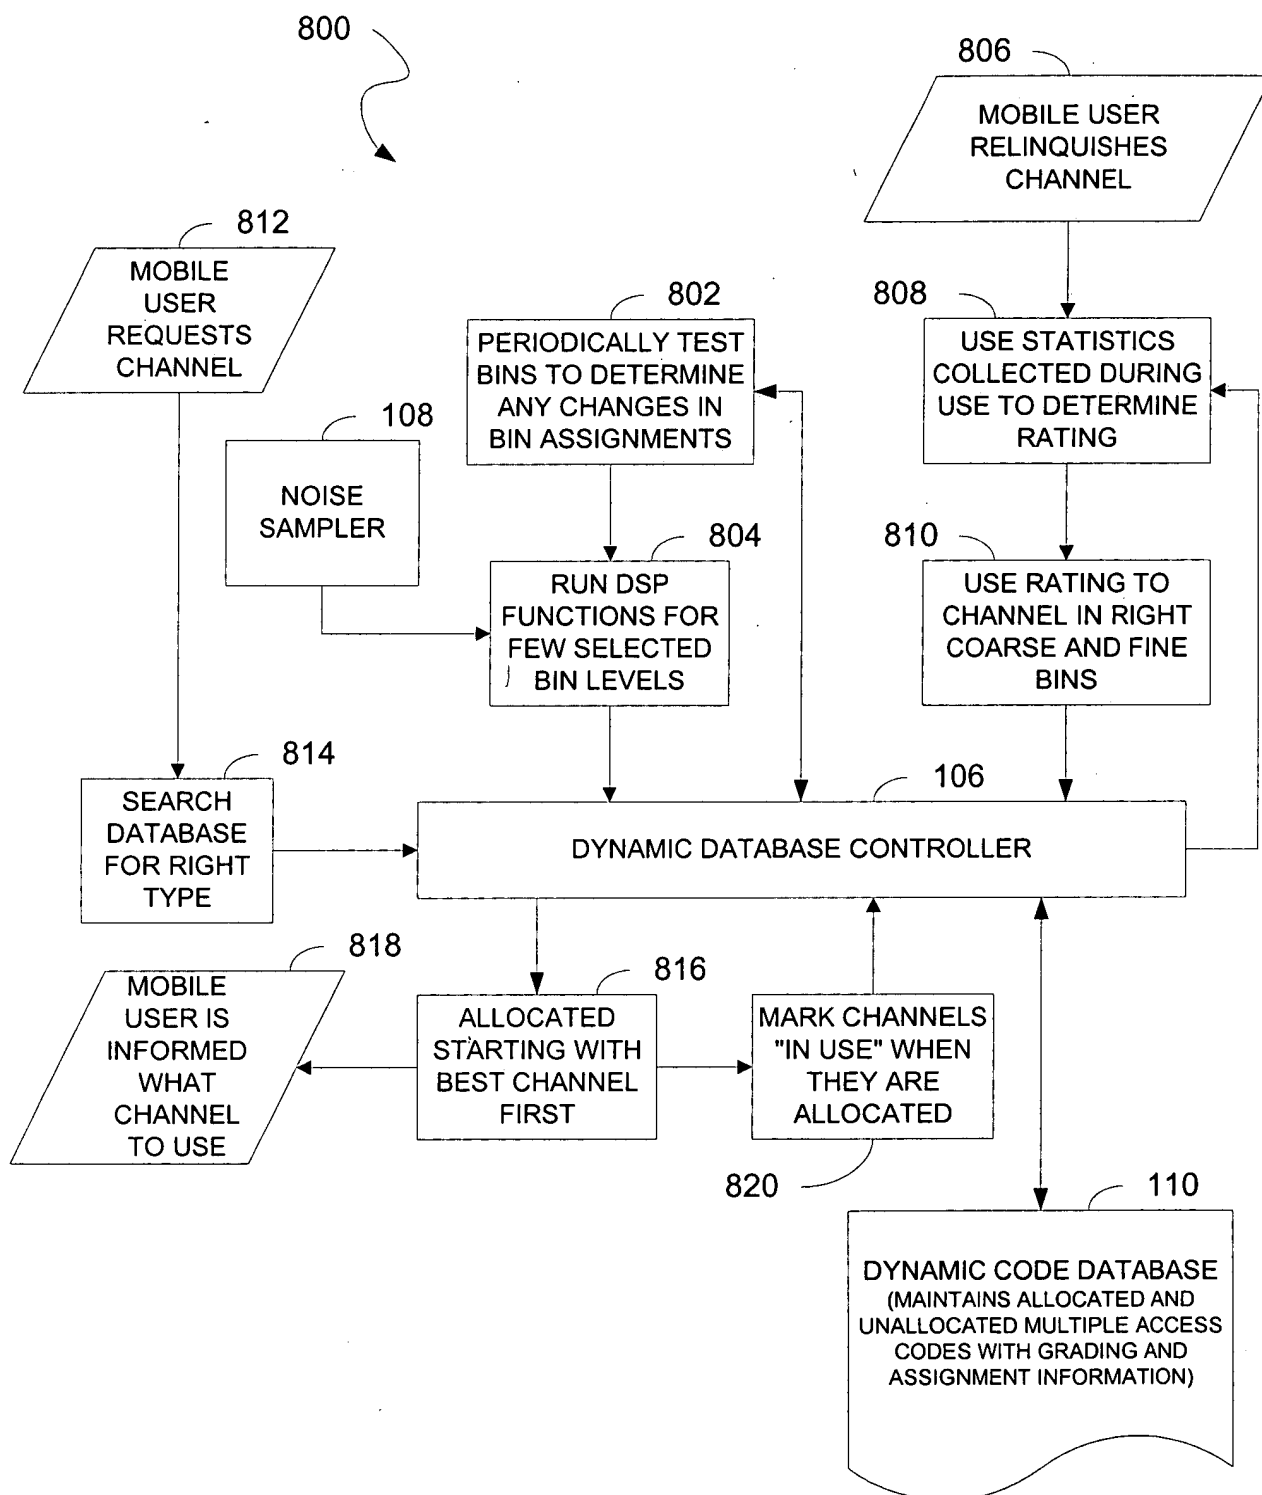 800
806
MOBILE USER
RELINQUISHES
CHANNEL
812
MOBILE
USER
REQUESTS
CHANNEL
802
PERIODICALLY TEST
BINS TO DETERMINE
ANY CHANGES IN
BIN ASSIGNMENTS
808
USE STATISTICS
COLLECTED DURING
USE TO DETERMINE
RATING
108
NOISE
SAMPLER
804
RUN DSP
FUNCTIONS FOR
FEW SELECTED
BIN LEVELS
810
USE RATING TO
CHANNEL IN RIGHT
COARSE AND FINE
BINS
814
SEARCH
DATABASE
FOR RIGHT
TYPE
106
DYNAMIC DATABASE CONTROLLER
818
MOBILE
USER IS
INFORMED
WHAT
CHANNEL
TO USE
816
ALLOCATED
STARTING WITH
BEST CHANNEL
FIRST
MARK CHANNELS
"IN USE" WHEN
THEY ARE
ALLOCATED
820
110
DYNAMIC CODE DATABASE
(MAINTAINS ALLOCATED AND
UNALLOCATED MULTIPLE ACCESS
CODES WITH GRADING AND
ASSIGNMENT INFORMATION)